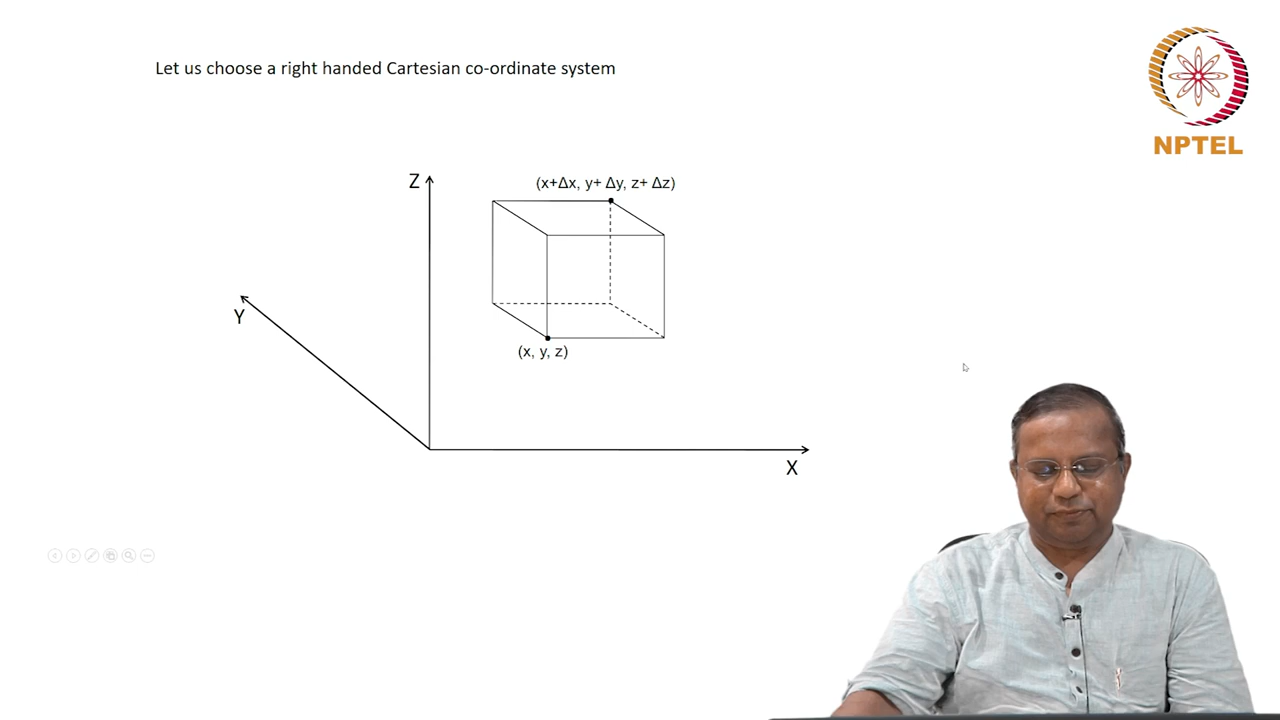 Let us choose a right handed Cartesian co-ordinate system
NPTEL
Z
(x+Δx, y+ Δy, z+ Δz)
Y
(x, y, z)
X